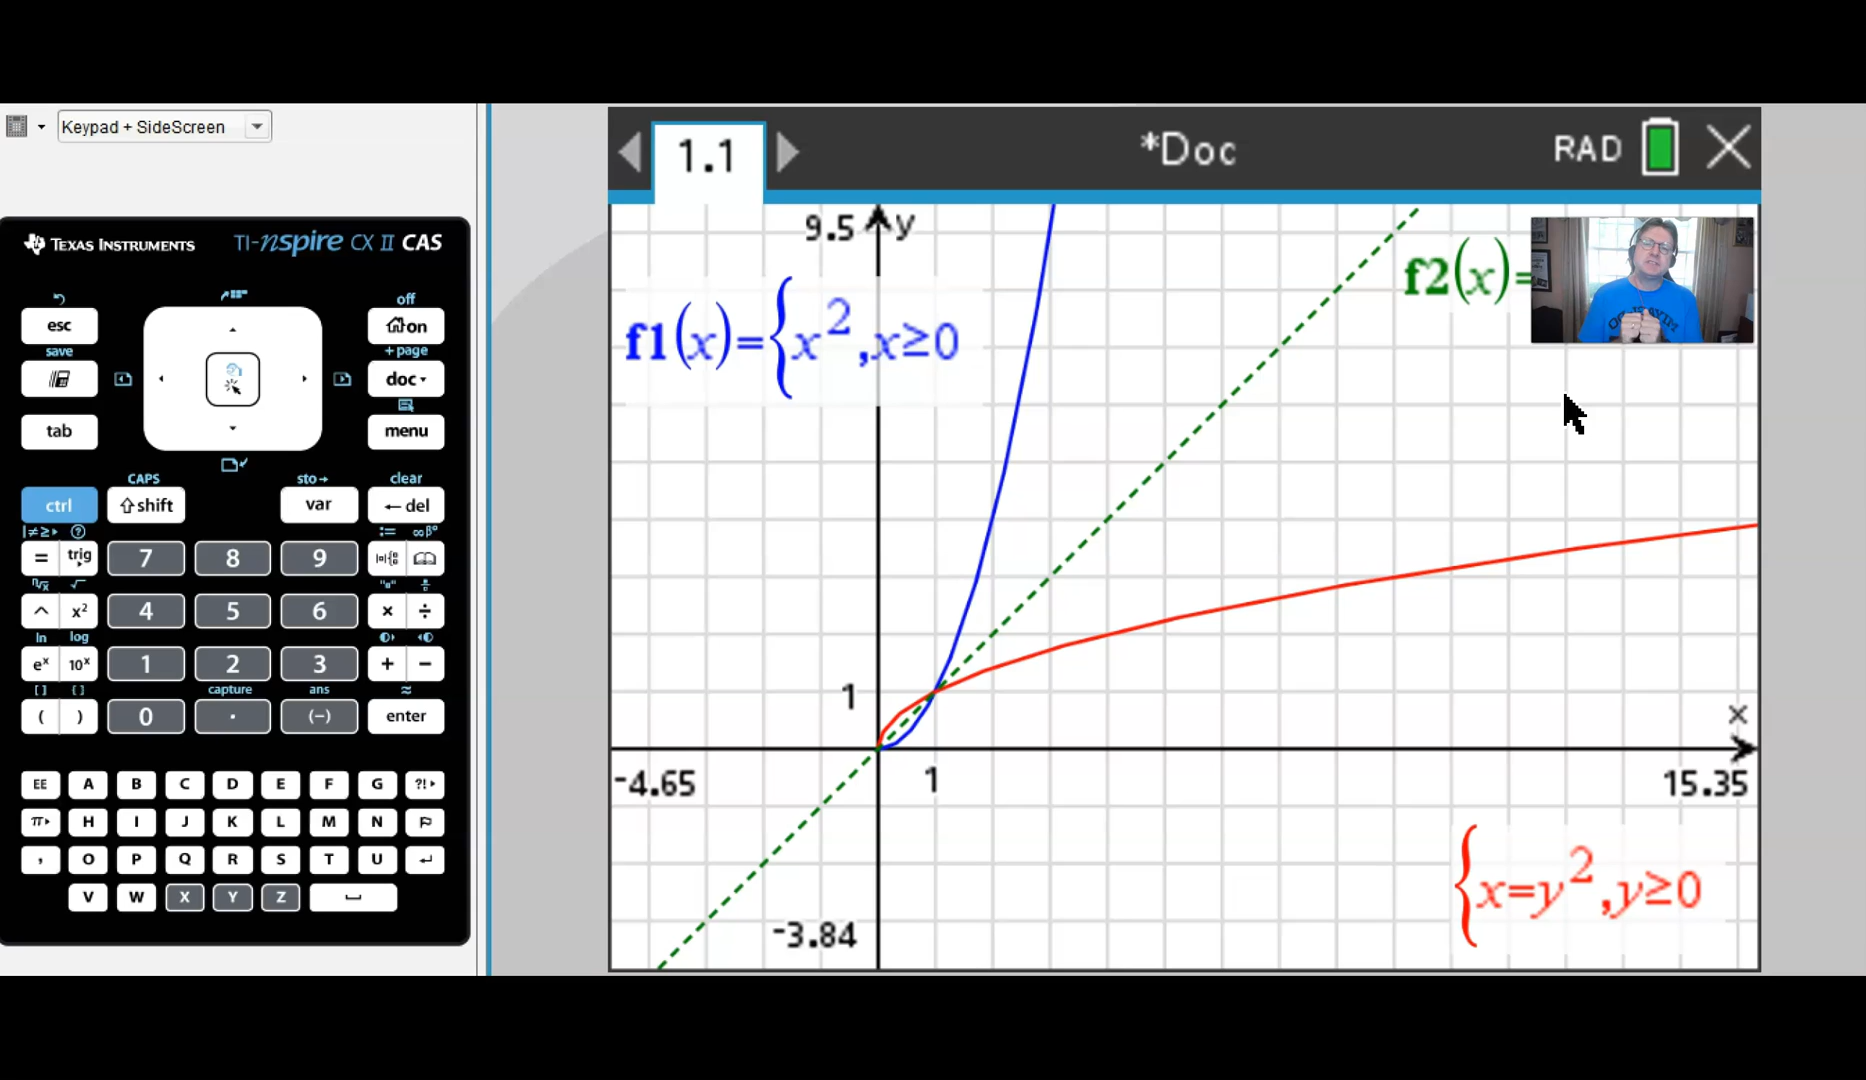 Keypad + SideScreen
TEXAS INSTRUMENTS TI-nspire CX II CAS
off
esc
on
save
+ page
doc
tab
menu
CAPS
sto→
clear
ctrl
shift
var
← del
|≠≥▸ ?
:= ∞β°
= trig 7 8 9
ⁿ√x √
"□"
^ x² 4 5 6 × ÷
ln log
eˣ 10ˣ 1 2 3 + −
[ ] { } capture ans ≈
( ) 0 . (−) enter
EE A B C D E F G ?!▸
π▸ H I J K L M N
, O P Q R S T U ↵
V W X Y Z
1.1 *Doc RAD
9.5 y
f1(x)={x²,x≥0
f2(x)=
1
x
-4.65 1 15.35
{x=y²,y≥0
-3.84